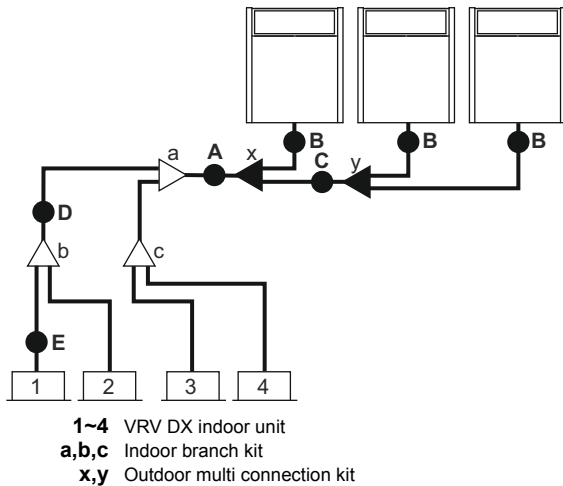 B
B
B
a
A
x
C
y
D
b
c
E
1
2
3
4
1~4 VRV DX indoor unit
a,b,c Indoor branch kit
x,y Outdoor multi connection kit